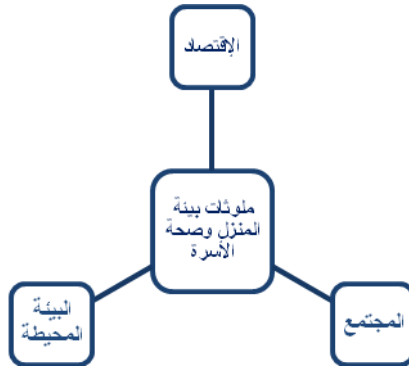 الإقتصاد
ملوثات بيئة
المنزل وصحة
الأسرة
البيئة
المحيطة
المجتمع